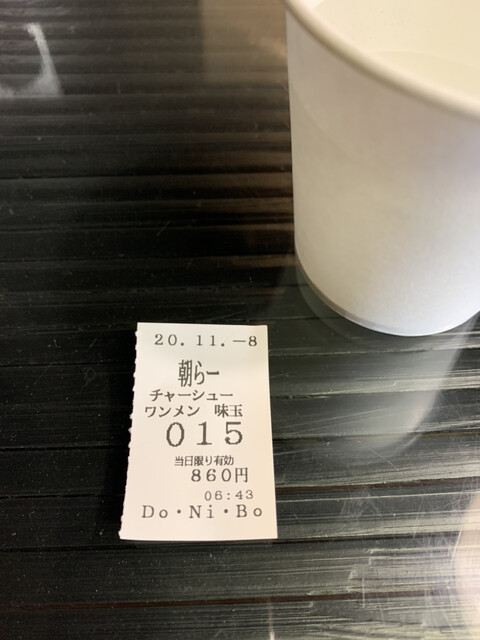 20.11.-8
朝らー
チャーシュー
ワンメン 味玉
015
当日限り有効
860円
06:43
Do・Ni・Bo